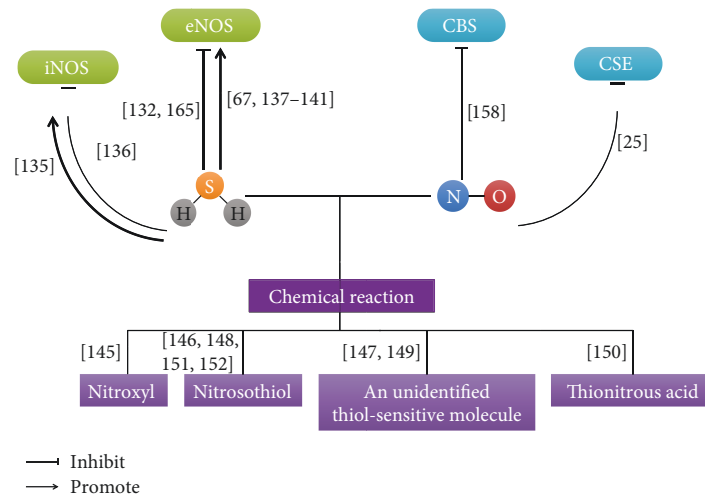 eNOS
CBS
iNOS
CSE
[132, 165]
[67, 137–141]
[158]
[135]
[136]
[25]
S
H
H
N
O
Chemical reaction
[145]
[146, 148,
151, 152]
[147, 149]
[150]
Nitroxyl
Nitrosothiol
An unidentified
thiol-sensitive molecule
Thionitrous acid
Inhibit
Promote